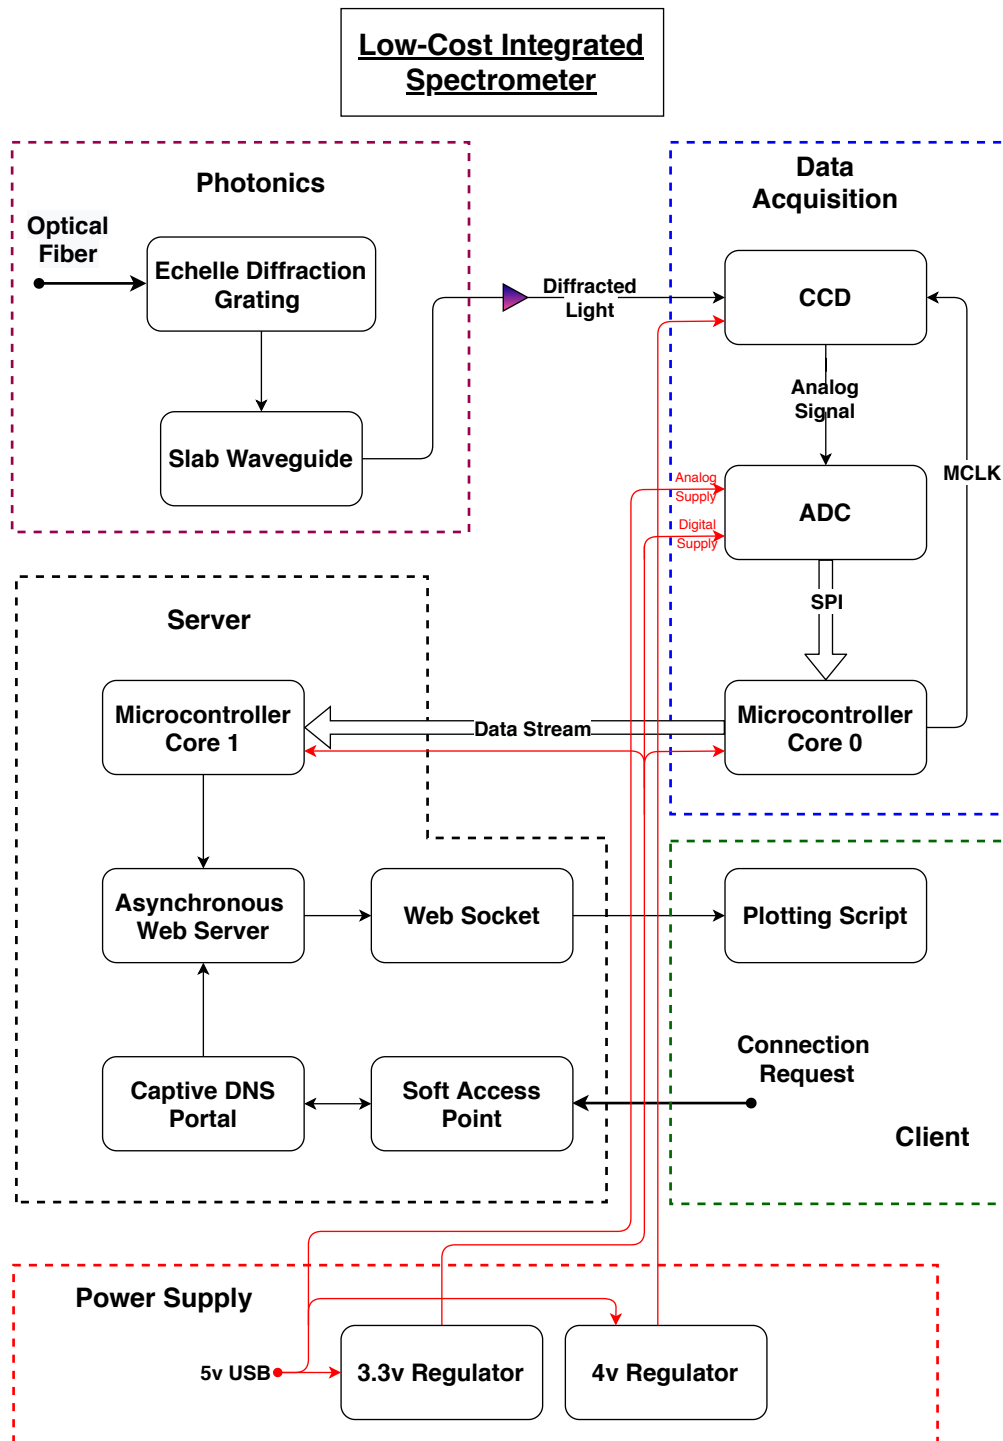 Low-Cost Integrated
Spectrometer
Photonics
Optical
Fiber
Echelle Diffraction
Grating
Slab Waveguide
Diffracted
Light
Data
Acquisition
CCD
Analog
Signal
MCLK
Analog
Supply
ADC
Digital
Supply
SPI
Server
Microcontroller
Core 1
Data Stream
Microcontroller
Core 0
Asynchronous
Web Server
Web Socket
Plotting Script
Captive DNS
Portal
Soft Access
Point
Connection
Request
Client
Power Supply
5v USB
3.3v Regulator
4v Regulator